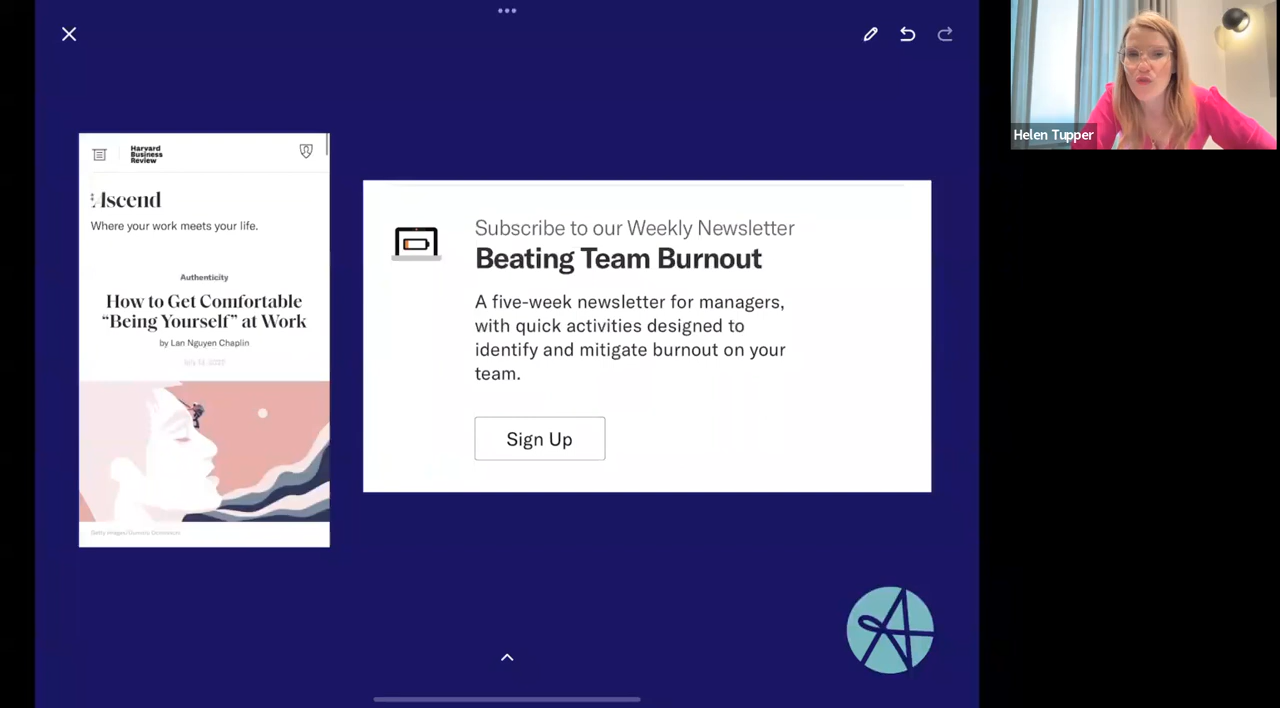 Harvard
Business
Review
Ascend
Where your work meets your life.
Authenticity
How to Get Comfortable
“Being Yourself” at Work
by Lan Nguyen Chaplin
Subscribe to our Weekly Newsletter
Beating Team Burnout
A five-week newsletter for managers,
with quick activities designed to
identify and mitigate burnout on your
team.
Sign Up
Helen Tupper